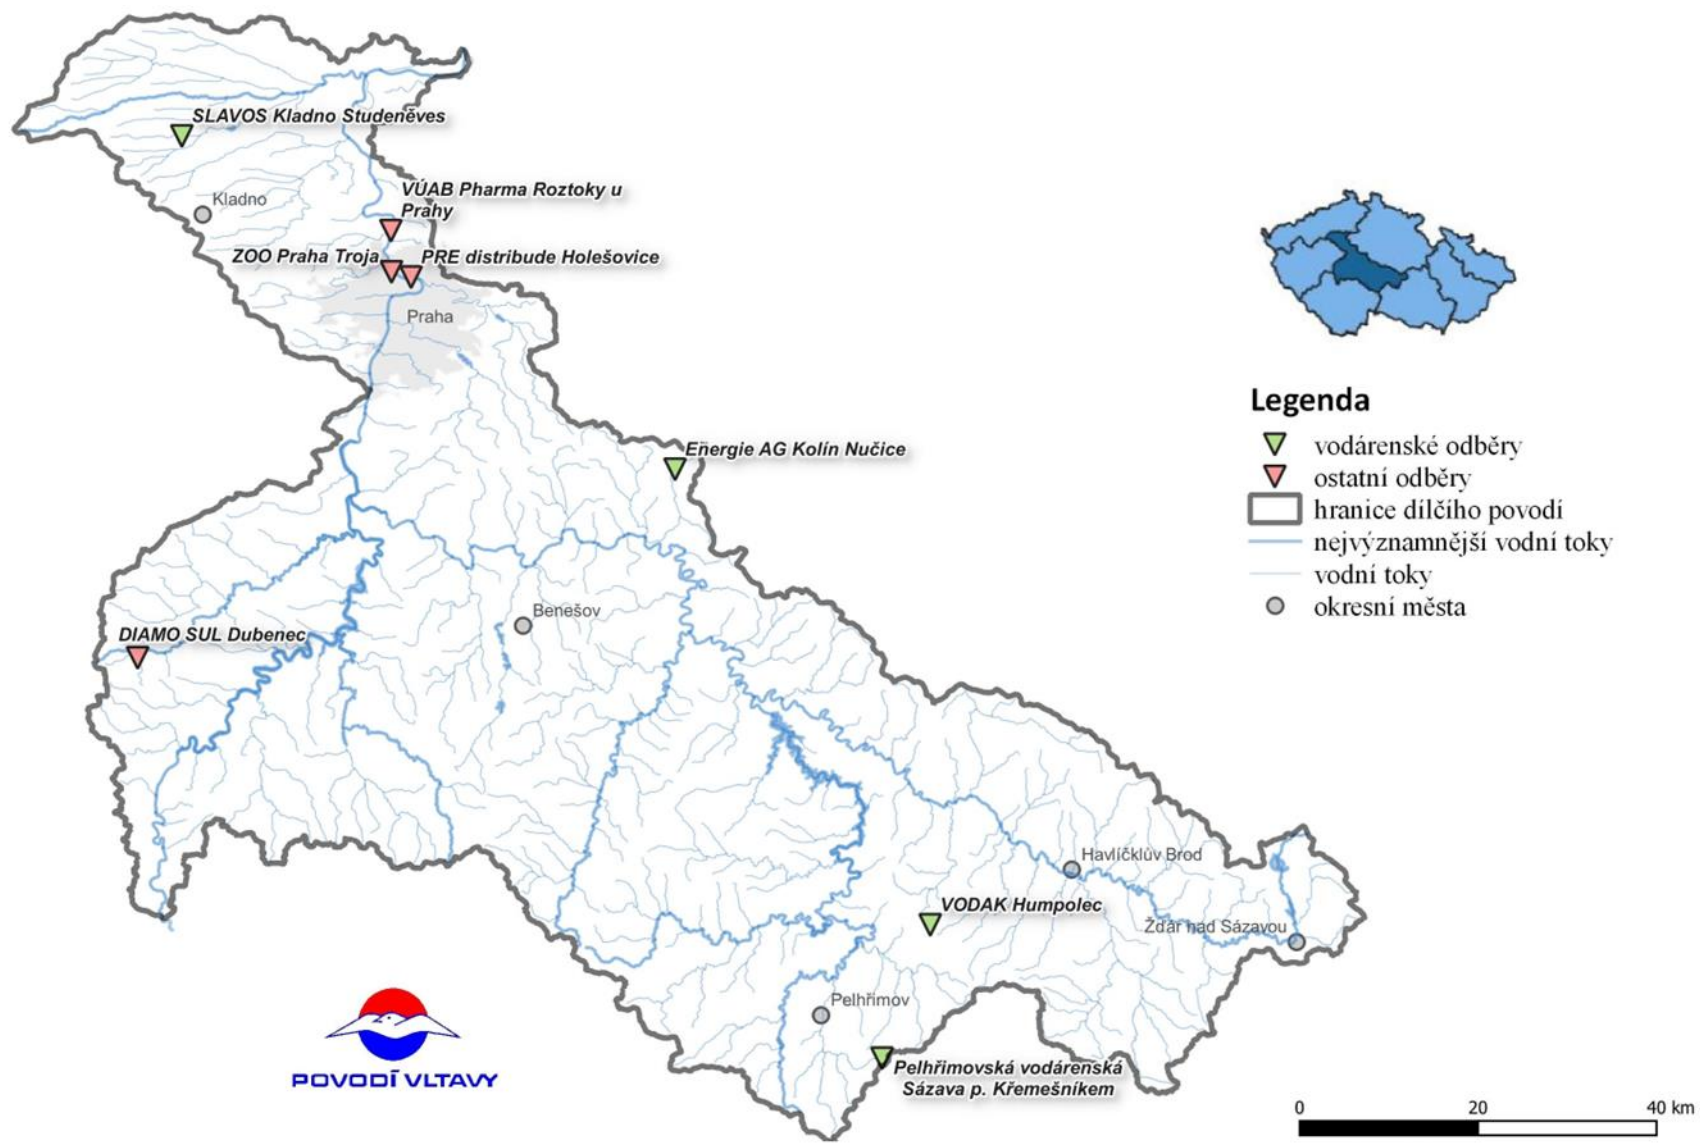 SLAVOS Kladno Studeněves
Kladno
VÚAB Pharma Roztoky u
Prahy
ZOO Praha Troja
PRE distribude Holešovice
Praha
Energie AG Kolín Nučice
Legenda
vodárenské odběry
ostatní odběry
hranice dílčího povodí
nejvýznamnější vodní toky
vodní toky
okresní města
Benešov
DIAMO SUL Dubenec
Havlíčklův Brod
VODAK Humpolec
Žďár nad Sázavou
Pelhřimov
POVODÍ VLTAVY
Pelhřimovská vodárenská
Sázava p. Křemešníkem
0 20 40 km